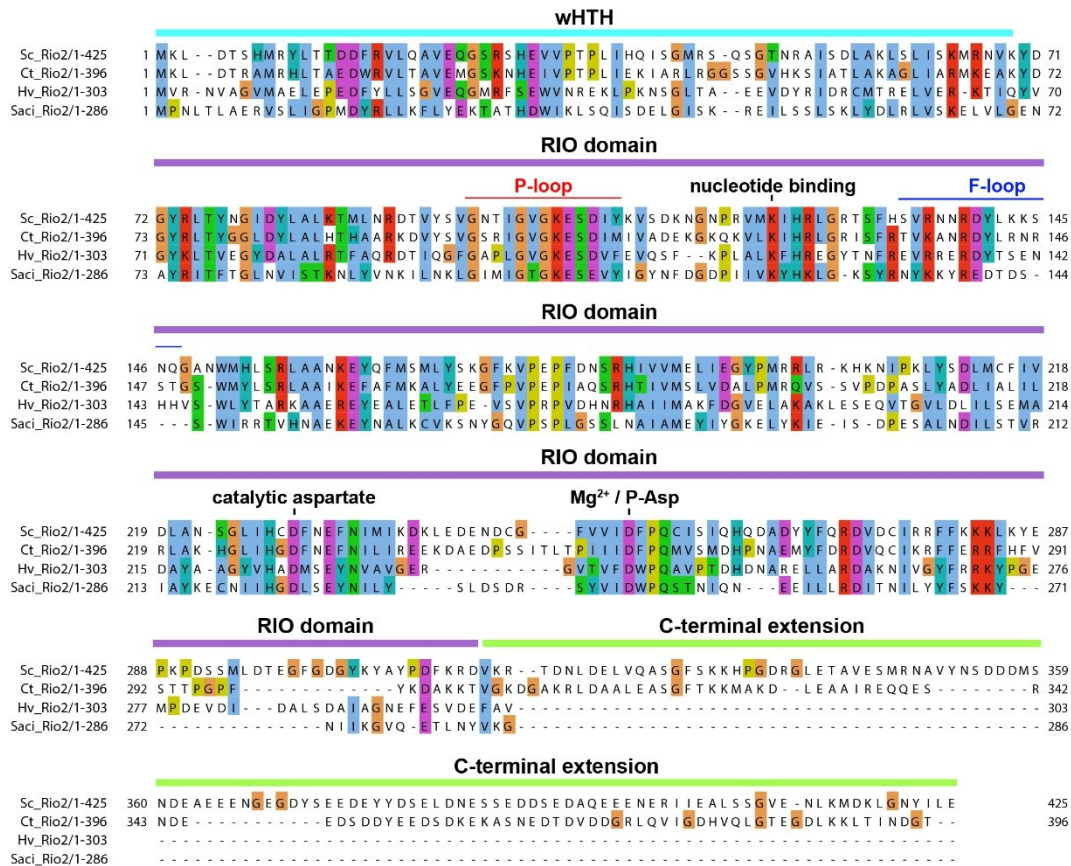 wHTH
Sc_Rio2/1-425 1 MKL--DTSHMRYLTTDDFRVLQAVEQGSRSHEVVPTPLIHQISGMRS-QSGTNRAISDLAKLSLISKMRNVKYD 71
Ct_Rio2/1-396 1 MKL--DTRAMRHLTAEDWRVLTAVEMGSKNHEIVPTPLIEKIARLRGGSSGVHKSIATLAKAGLIARMKEAKYD 72
Hv_Rio2/1-303 1 MVR-NVAGVMAELEPEDFYLLSGVEQGMRFSEWVNREKLPKNSGLTA--EEVDYRIDRCMTRELVER-KTIQYV 70
Saci_Rio2/1-286 1 MPNLTLAERVSLIGPMDYRLLKFLYEKTATHDWIKLSQISDELGISK--REILSSLSKLYDLRLVSKELVLGEN 72
RIO domain
P-loop nucleotide binding F-loop
Sc_Rio2/1-425 72 GYRLTYNGIDYLALKTMLNRDTVYSVGNTIGVGKESDIYKVSDKNGNPRVMKIHRLGRTSFHSVRNNRDYLKKS 145
Ct_Rio2/1-396 73 GYRLTYGGLDYLALHTHAARKDVYSVGSRIGVGKESDIMIVADEKGKQKVLKIHRLGRISFRTVKANRDYLRNR 146
Hv_Rio2/1-303 71 GYKLTVEGYDALALRTFAQRDTIQGFGAPLGVGKESDVFEVQSF--KPLALKFHREGYTNFREVRRERDYTSEN 142
Saci_Rio2/1-286 73 AYRITFTGLNVISTKNLYVNKILNKLGIMIGTGKESEVYIGYNFDGDPIIVKYHKLG-KSYRNYKKYREDTDS- 144
RIO domain
Sc_Rio2/1-425 146 NQGANWMHLSRLAANKEYQFMSMLYSKGFKVPEPFDNSRHIVVMELIEGYPMRRLR-KHKNIPKLYSDLMCFIV 218
Ct_Rio2/1-396 147 STGS-WMYLSRLAAIKEFAFMKALYEEGFPVPEPIAQSRHTIVMSLVDALPMRQVS-SVPDPASLYADLIALIL 218
Hv_Rio2/1-303 143 HHVS-WLYTARKAAEREYEALETLFPE-VSVPRPVDHNRHAIIMAKFDGVELAKAKLESEQVTGVLDLILSEMA 214
Saci_Rio2/1-286 145 ---S-WIRRTVHNAEKEYNALKCVKSNYGQVPSPLGSSLNAIAMEYIYGKELYKIE-IS-DPESALNDILSTVR 212
RIO domain
catalytic aspartate Mg²⁺ / P-Asp
Sc_Rio2/1-425 219 DLAN-SGLIHCDFNEFNIMIKDKLEDENDCG----FVVIDFPQCISIQHQDADYYFQRDVDCIRRFFKKKLKYE 287
Ct_Rio2/1-396 219 RLAK-HGLIHGDFNEFNILIREEKDAEDPSSITLTPIIIDFPQMVSMDHPNAEMYFDRDVQCIKRFFERRFHFV 291
Hv_Rio2/1-303 215 DAYA-AGYVHADMSEYNVAVGER------------GVTVFDWPQAVPTDHDNARELLARDAKNIVGYFRRKYPGE 276
Saci_Rio2/1-286 213 IAYKECNIIHGDLSEYNILY-----SLDSDR----SYVIDWPQSTNIQN---EEILLRDITNILYYFSKKY--- 271
RIO domain C-terminal extension
Sc_Rio2/1-425 288 PKPDSSMLDTEGFGDGYKYAYPDFKRDVKR--TDNLDELVQASGFSKKHPGDRGLETAVESMRNAVYNSDDDMS 359
Ct_Rio2/1-396 292 STTPGPF-------------YKDAKKTVGKDGAKRLDAALEASGFTKKMAKD--LEAAIREQQES--------R 342
Hv_Rio2/1-303 277 MPDEVDI----DALSDAIAGNEFESVDEFAV------------------------------------------- 303
Saci_Rio2/1-286 272 ----------------NIIKGVQ-ETLNYVKG------------------------------------------ 286
C-terminal extension
Sc_Rio2/1-425 360 NDEAEEENGEGDYSEEDEYYDSELDNESSEDDSEDAQEEENERIIEALSSGVE-NLKMDKLGNYILE 425
Ct_Rio2/1-396 343 NDE-----------EDSDDYEEDSDKEKASNEDTDVDDGRLQVIGDHVQLGTEGDLKKLTINDGT-- 396
Hv_Rio2/1-303 -------------------------------------------------------------------
Saci_Rio2/1-286 -------------------------------------------------------------------